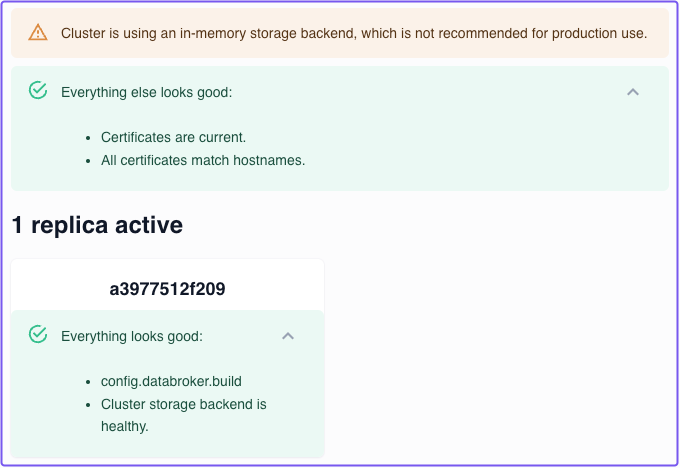 Cluster is using an in-memory storage backend, which is not recommended for production use.
Everything else looks good:
• Certificates are current.
• All certificates match hostnames.
1 replica active
a3977512f209
Everything looks good:
• config.databroker.build
• Cluster storage backend is
healthy.